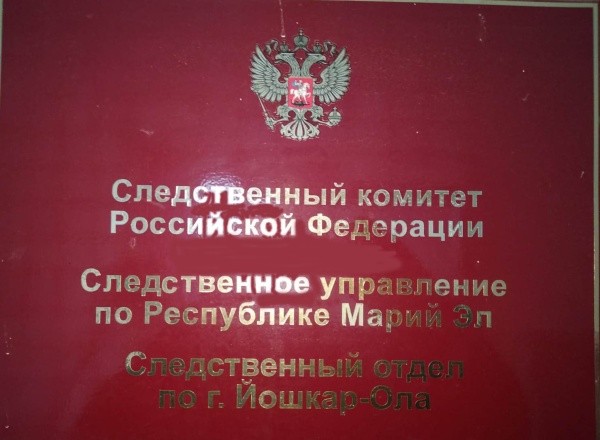 Следственный комитет
Российской Федерации
Следственное управление
по Республике Марий Эл
Следственный отдел
по г. Йошкар-Ола